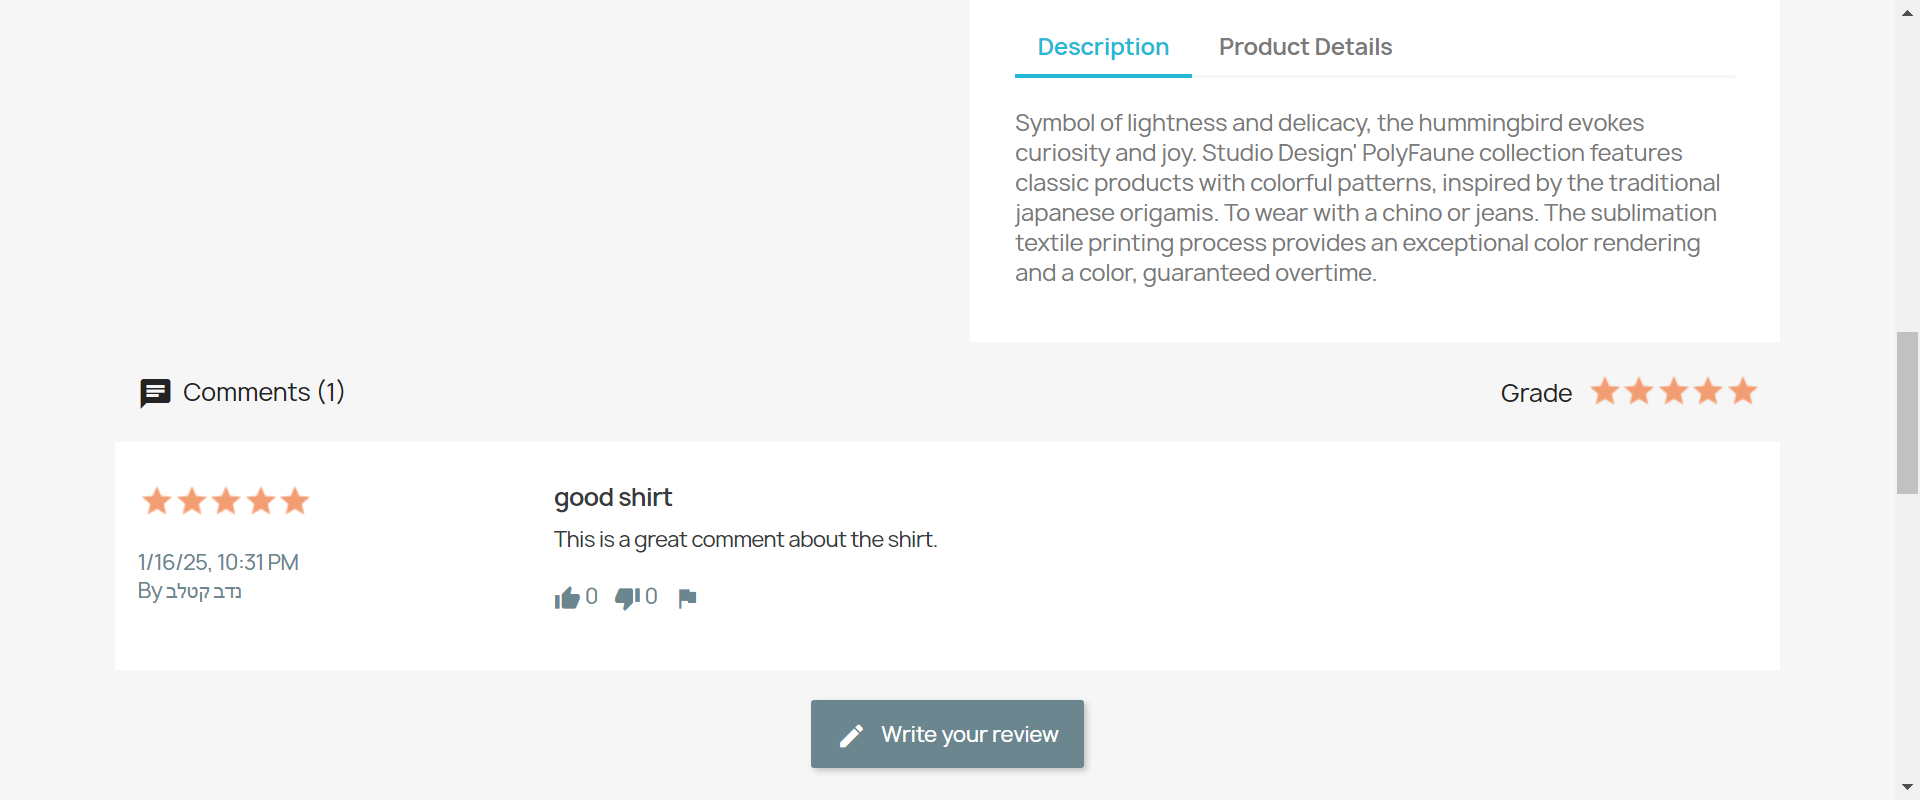 Description Product Details
Symbol of lightness and delicacy, the hummingbird evokes
curiosity and joy. Studio Design' PolyFaune collection features
classic products with colorful patterns, inspired by the traditional
japanese origamis. To wear with a chino or jeans. The sublimation
textile printing process provides an exceptional color rendering
and a color, guaranteed overtime.
Comments (1)
Grade
good shirt
This is a great comment about the shirt.
1/16/25, 10:31 PM
By נדב קטלב
0 0
Write your review